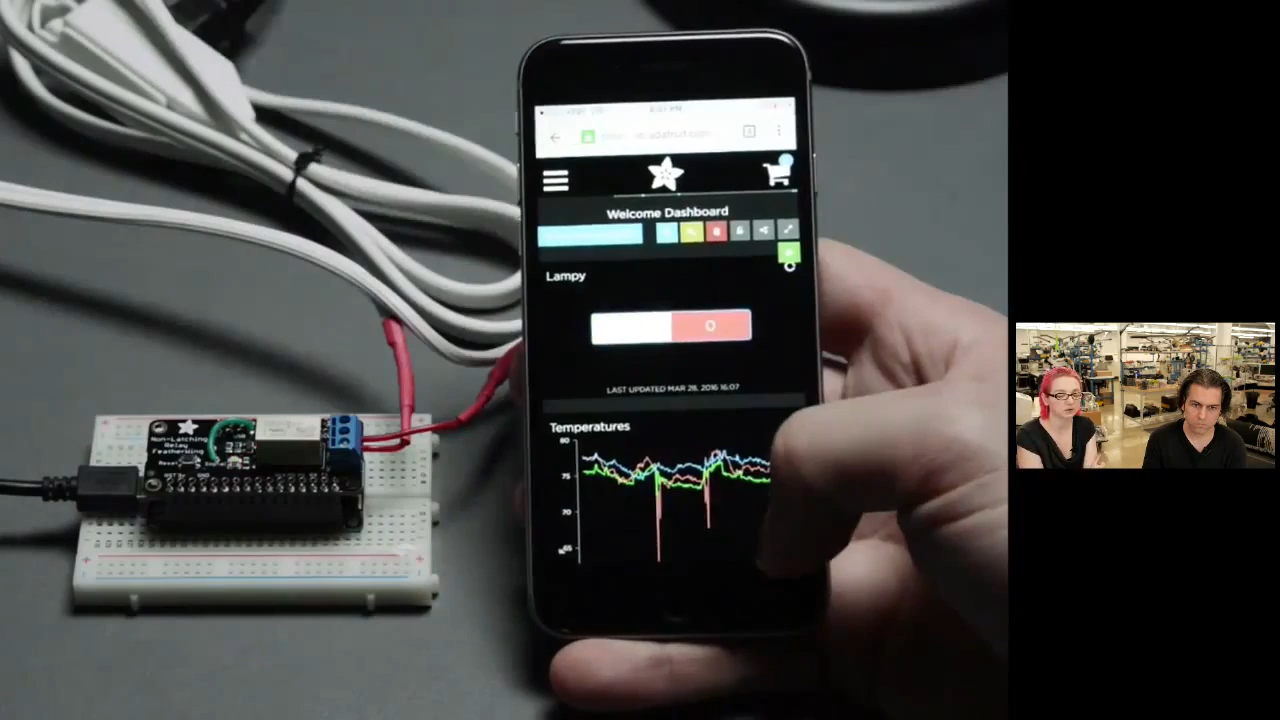 Welcome Dashboard
Lampy
O
LAST UPDATED MAR 28, 2016 16:07
Temperatures
80
75
70
65
Non-Latching
Relay
FeatherWing
Reset